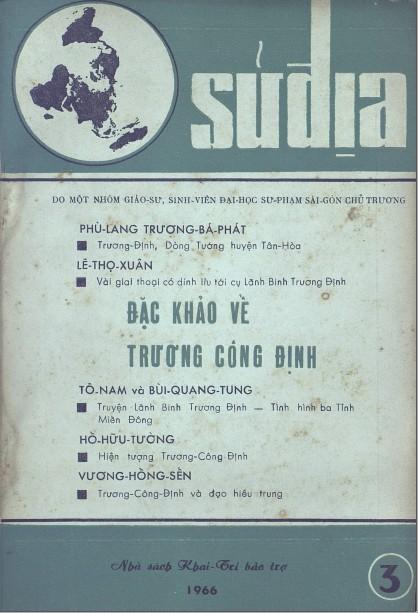 sử địa
DO MỘT NHÓM GIÁO-SƯ, SINH-VIÊN ĐẠI-HỌC SƯ-PHẠM SÀI-GÒN CHỦ TRƯƠNG
PHÙ-LANG TRƯƠNG-BÁ-PHÁT
Trương-Định, Dòng Tướng huyện Tân-Hòa
LÊ-THỌ-XUÂN
Vài giai thoại có dính líu tới cụ Lãnh Binh Trương Định
ĐẶC KHẢO VỀ
TRƯƠNG CÔNG ĐỊNH
TÔ-NAM và BÙI-QUANG-TUNG
Truyện Lãnh Binh Trương Định — Tình hình ba Tỉnh
Miền Đông
HỒ-HỮU-TƯỜNG
Hiện tượng Trương-Công-Định
VƯƠNG-HỒNG-SỂN
Trương-Công-Định và đạo hiếu trung
Nhà sách Khai-Trí bảo trợ
1966
3